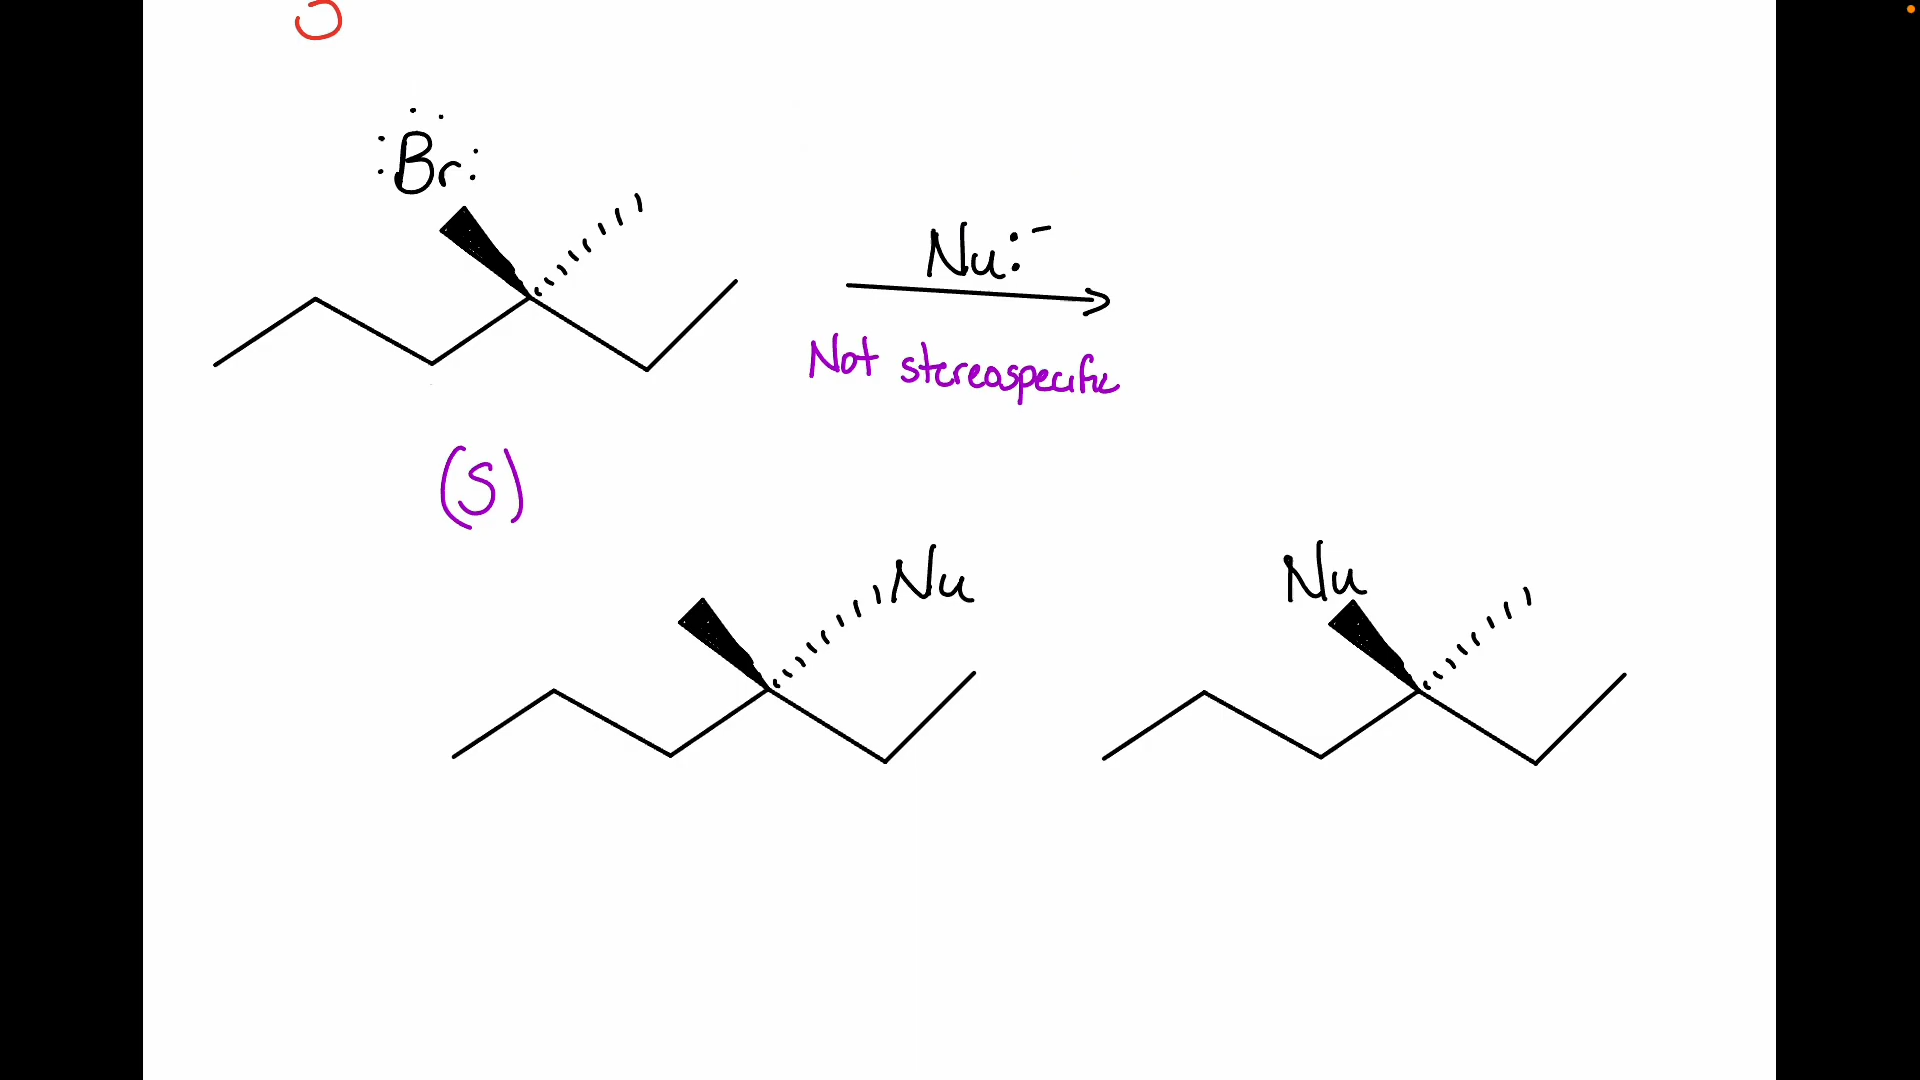 :Br:
Nu:⁻
Not stereospecific
(S)
Nu
Nu